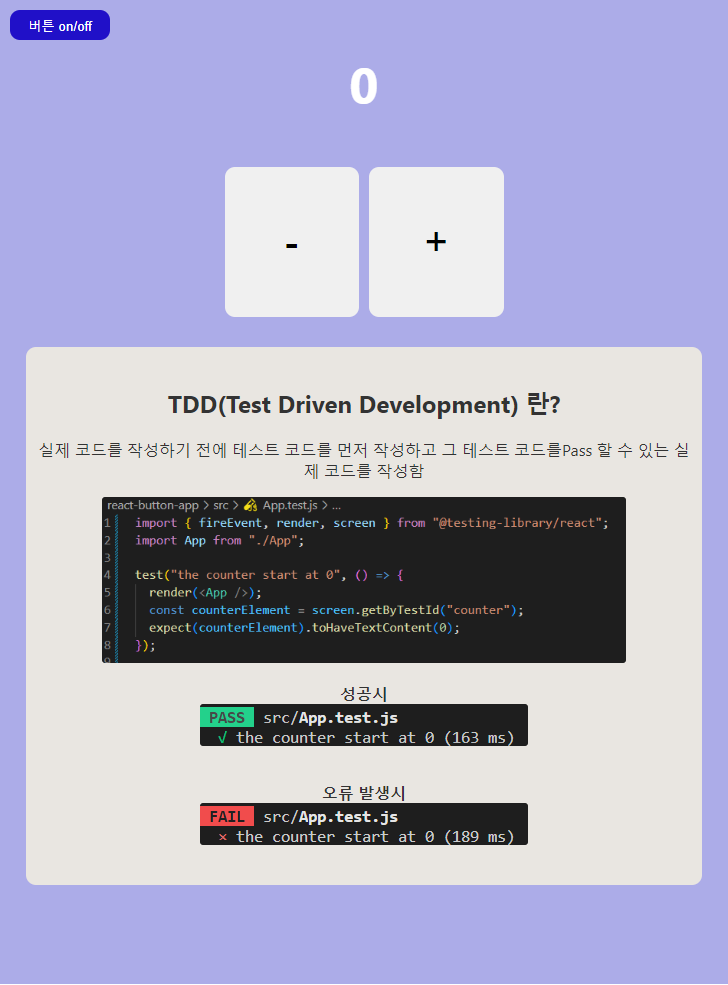 버튼 on/off
0
-
+
TDD(Test Driven Development) 란?
실제 코드를 작성하기 전에 테스트 코드를 먼저 작성하고 그 테스트 코드를Pass 할 수 있는 실
제 코드를 작성함
react-button-app > src > App.test.js > ...
1 import { fireEvent, render, screen } from "@testing-library/react";
2 import App from "./App";
3
4 test("the counter start at 0", () => {
5 render(<App />);
6 const counterElement = screen.getByTestId("counter");
7 expect(counterElement).toHaveTextContent(0);
8 });
9
성공시
PASS src/App.test.js
√ the counter start at 0 (163 ms)
오류 발생시
FAIL src/App.test.js
× the counter start at 0 (189 ms)